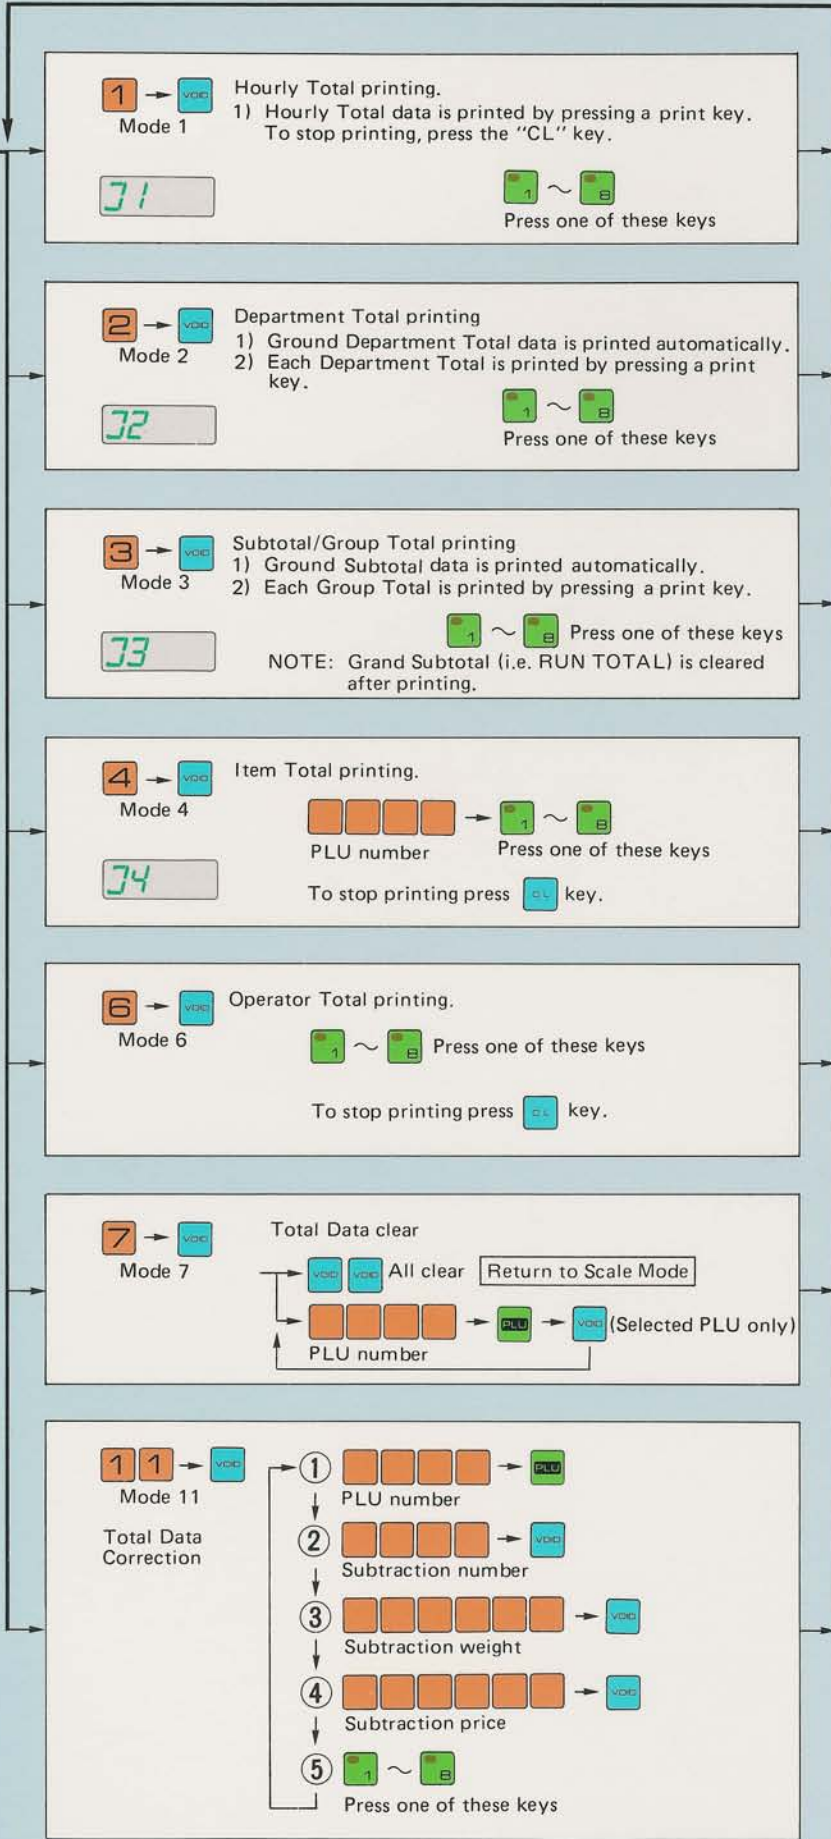 1 → VOID Hourly Total printing.
Mode 1 1) Hourly Total data is printed by pressing a print key.
To stop printing, press the "CL" key.
J1 1 ~ 8
Press one of these keys
2 → VOID Department Total printing
Mode 2 1) Ground Department Total data is printed automatically.
2) Each Department Total is printed by pressing a print
key.
J2 1 ~ 8
Press one of these keys
3 → VOID Subtotal/Group Total printing
Mode 3 1) Ground Subtotal data is printed automatically.
2) Each Group Total is printed by pressing a print key.
J3 1 ~ 8 Press one of these keys
NOTE: Grand Subtotal (i.e. RUN TOTAL) is cleared
after printing.
4 → VOID Item Total printing.
Mode 4 → 1 ~ 8
PLU number Press one of these keys
J4 To stop printing press CL key.
6 → VOID Operator Total printing.
Mode 6 1 ~ 8 Press one of these keys
To stop printing press CL key.
7 → VOID Total Data clear
Mode 7 → VOID VOID All clear Return to Scale Mode
→ PLU → VOID (Selected PLU only)
PLU number
1 1 → VOID ① → PLU
Mode 11 PLU number
Total Data ② → VOID
Correction Subtraction number
③ → VOID
Subtraction weight
④ → VOID
Subtraction price
⑤ 1 ~ 8
Press one of these keys